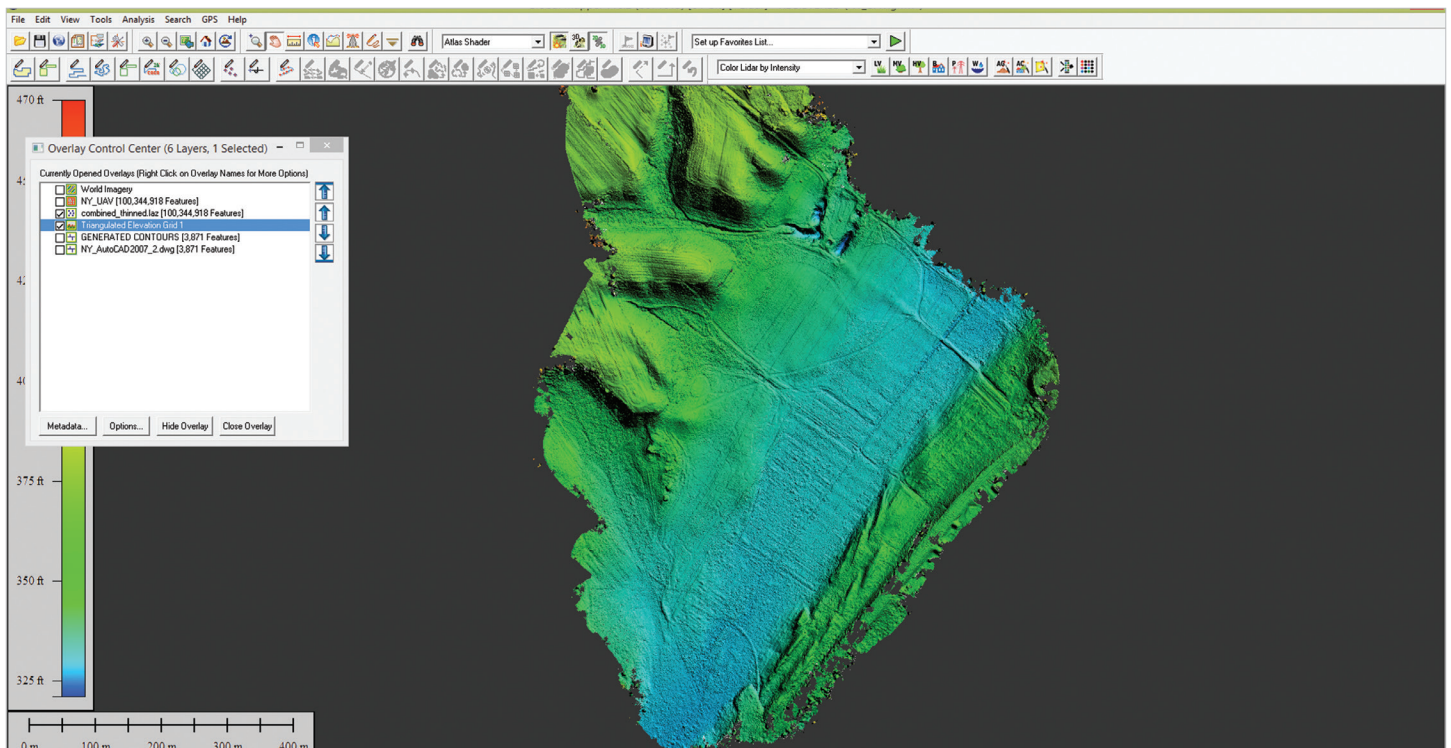 File Edit View Tools Analysis Search GPS Help
Atlas Shader
Set up Favorites List...
Color Lidar by Intensity
470 ft
Overlay Control Center (6 Layers, 1 Selected)
Currently Opened Overlays (Right Click on Overlay Names for More Options)
World Imagery
NY_UAV [100,344,918 Features]
combined_thinned.laz [100,344,918 Features]
Triangulated Elevation Grid 1
GENERATED CONTOURS [3,871 Features]
NY_AutoCAD2007_2.dwg [3,871 Features]
Metadata... Options... Hide Overlay Close Overlay
375 ft
350 ft
325 ft
0 m 100 m 200 m 300 m 400 m